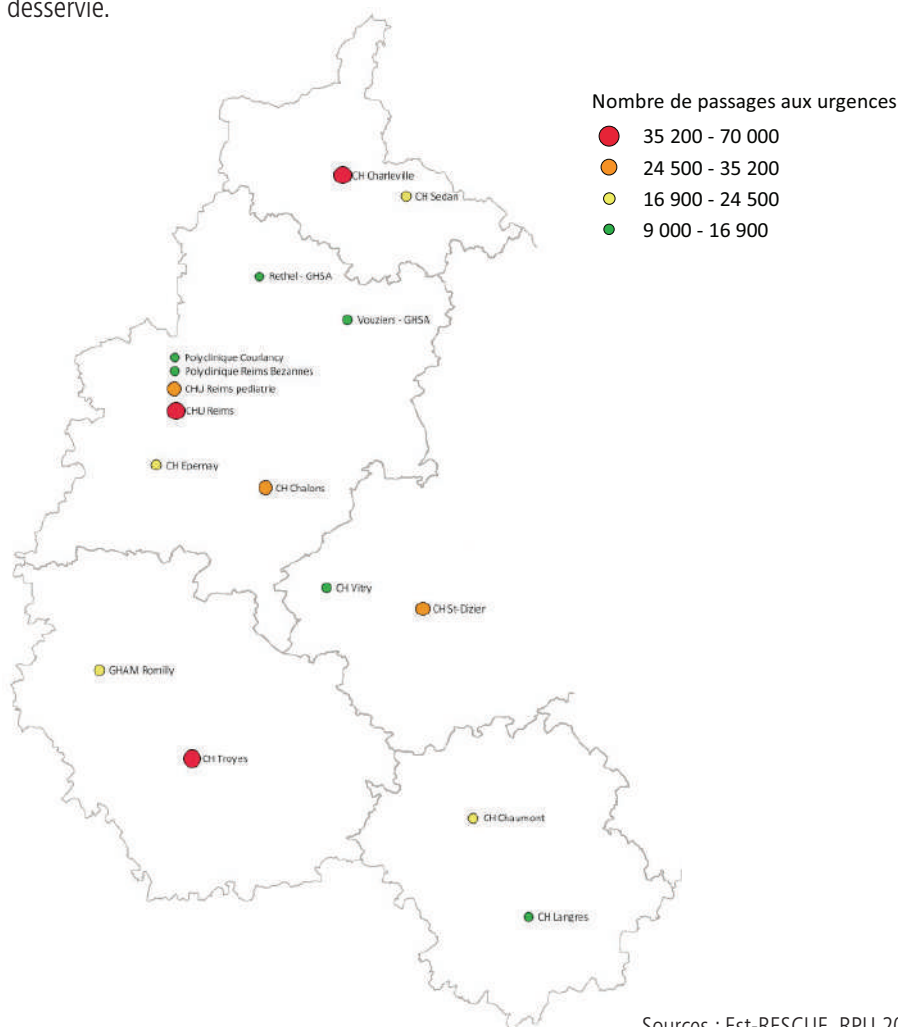 desservie.
Nombre de passages aux urgences
35 200 - 70 000
24 500 - 35 200
16 900 - 24 500
9 000 - 16 900
CH Charleville
CH Sedan
Rethel - GHSA
Vouziers - GHSA
Polyclinique Courlancy
Polyclinique Reims Bezannes
CHU Reims pediatrie
CHU Reims
CH Epernay
CH Chalons
CH Vitry
CH St-Dizier
GHAM Romilly
CH Troyes
CH Chaumont
CH Langres
Sources : Est-RESCUE, RPU 20